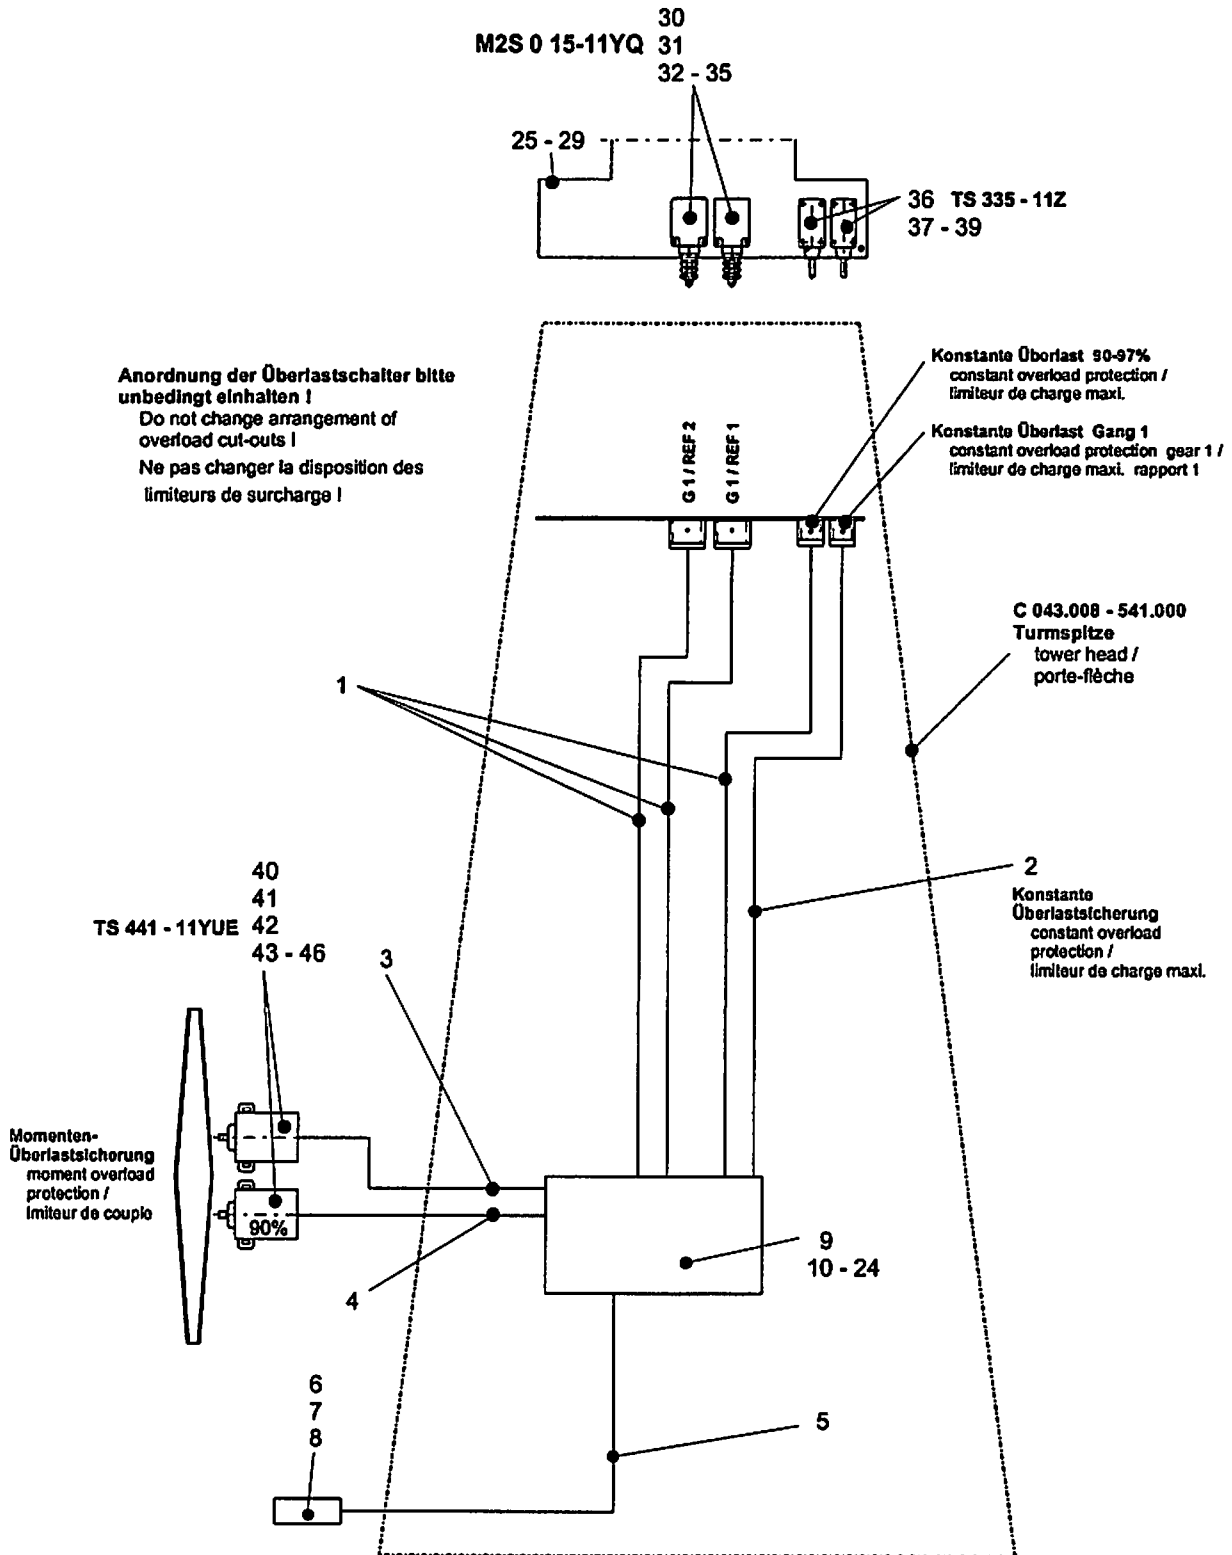 30
M2S 0 15-11YQ 31
32 - 35
25 - 29
36 TS 335 - 11Z
37 - 39
Anordnung der Überlastschalter bitte
unbedingt einhalten !
Do not change arrangement of
overload cut-outs !
Ne pas changer la disposition des
limiteurs de surcharge !
G 1 / REF 2
G 1 / REF 1
Konstante Überlast 90-97%
constant overload protection /
limiteur de charge maxi.
Konstante Überlast Gang 1
constant overload protection gear 1 /
limiteur de charge maxi. rapport 1
C 043.008 - 541.000
Turmspitze
tower head /
porte-flèche
1
2
Konstante
Überlastsicherung
constant overload
protection /
limiteur de charge maxi.
40
41
TS 441 - 11YUE 42
43 - 46
3
Momenten-
Überlastsicherung
moment overload
protection /
lmiteur de couple
90%
4
9
10 - 24
6
7
8
5